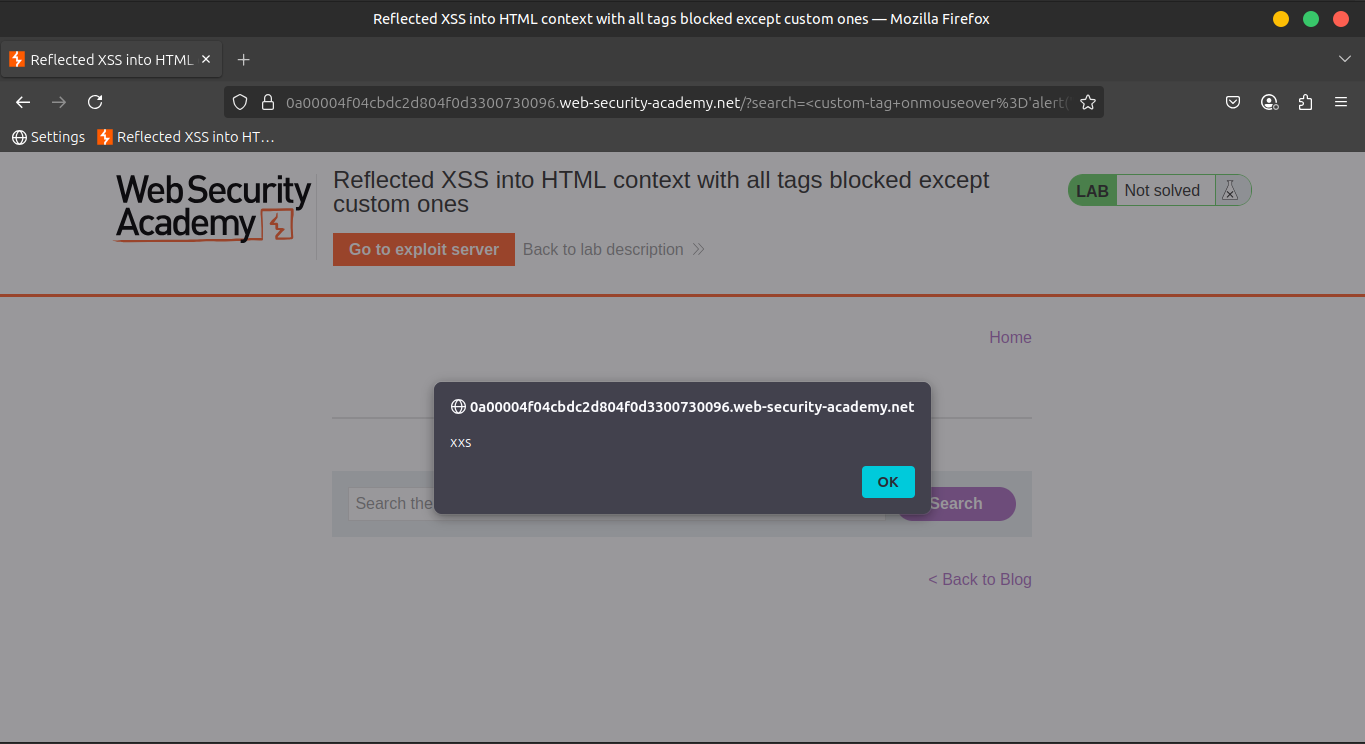 Reflected XSS into HTML context with all tags blocked except custom ones — Mozilla Firefox
Reflected XSS into HTML
0a00004f04cbdc2d804f0d3300730096.web-security-academy.net/?search=<custom-tag+onmouseover%3D'alert(
Settings Reflected XSS into HT…
Web Security
Academy
Reflected XSS into HTML context with all tags blocked except
custom ones
LAB Not solved
Go to exploit server Back to lab description
Home
0a00004f04cbdc2d804f0d3300730096.web-security-academy.net
xxs
OK
Search the
Search
< Back to Blog